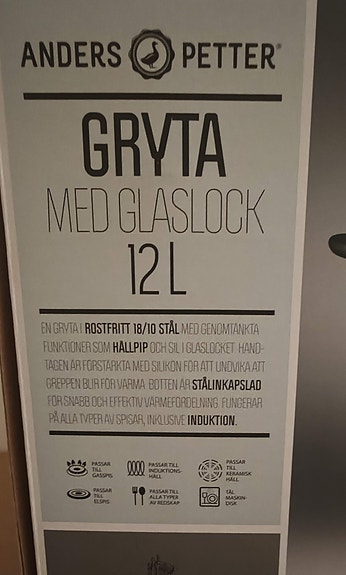 ANDERS PETTER®
GRYTA
MED GLASLOCK
12 L
EN GRYTA I ROSTFRITT 18/10 STÅL MED GENOMTÄNKTA
FUNKTIONER SOM HÄLLPIP OCH SIL I GLASLOCKET. HAND-
TAGEN ÄR FÖRSTÄRKTA MED SILIKON FÖR ATT UNDVIKA ATT
GREPPEN BLIR FÖR VARMA. BOTTEN ÄR STÅLINKAPSLAD
FÖR SNABB OCH EFFEKTIV VÄRMEFÖRDELNING. FUNGERAR
PÅ ALLA TYPER AV SPISAR, INKLUSIVE INDUKTION.
PASSAR
TILL
GASSPIS
PASSAR TILL
INDUKTIONS-
HÄLL
PASSAR
TILL
KERAMISK
HÄLL
PASSAR
TILL
ELSPIS
PASSAR TILL
ALLA TYPER
AV REDSKAP
TÅL
MASKIN-
DISK